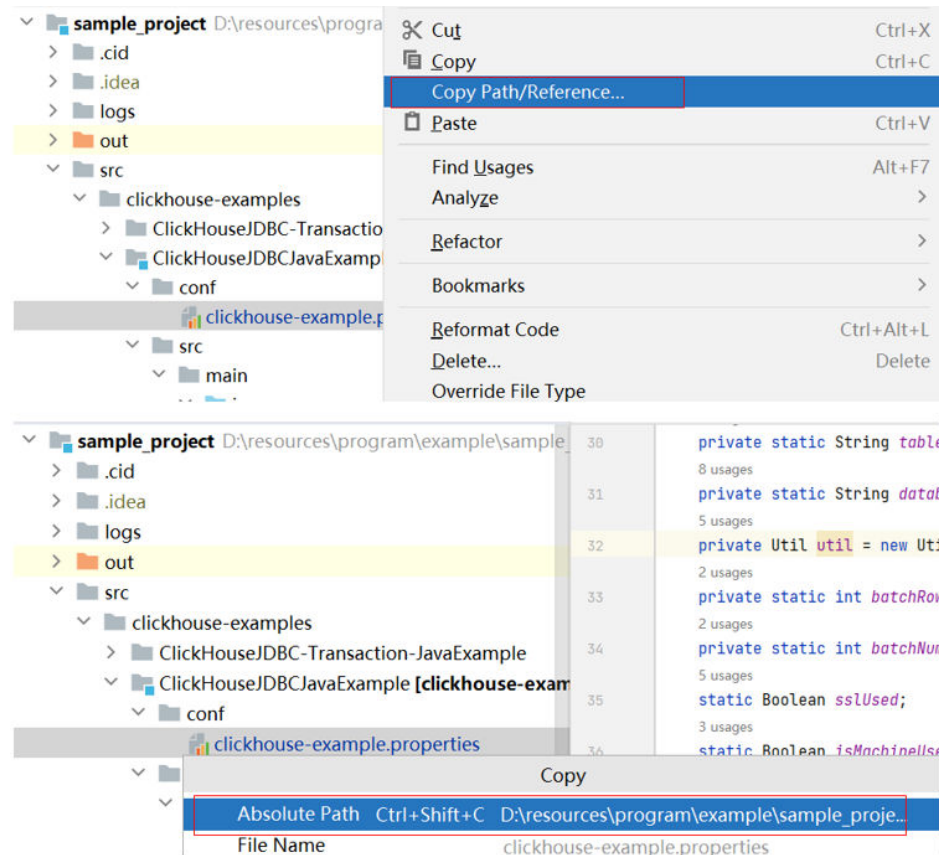 sample_project D:\resources\progra
.cid
.idea
logs
out
src
clickhouse-examples
ClickHouseJDBC-Transactio
ClickHouseJDBCJavaExamp
conf
clickhouse-example.p
src
main
Cut Ctrl+X
Copy Ctrl+C
Copy Path/Reference...
Paste Ctrl+V
Find Usages Alt+F7
Analyze
Refactor
Bookmarks
Reformat Code Ctrl+Alt+L
Delete... Delete
Override File Type
sample_project D:\resources\program\example\sample_
.cid
.idea
logs
out
src
clickhouse-examples
ClickHouseJDBC-Transaction-JavaExample
ClickHouseJDBCJavaExample [clickhouse-exam
conf
clickhouse-example.properties
30 private static String table
8 usages
31 private static String datab
5 usages
32 private Util util = new Uti
2 usages
33 private static int batchRow
2 usages
34 private static int batchNum
5 usages
35 static Boolean sslUsed;
3 usages
36 static Boolean isMachineUse
Copy
Absolute Path Ctrl+Shift+C D:\resources\program\example\sample_proje...
File Name clickhouse-example.properties